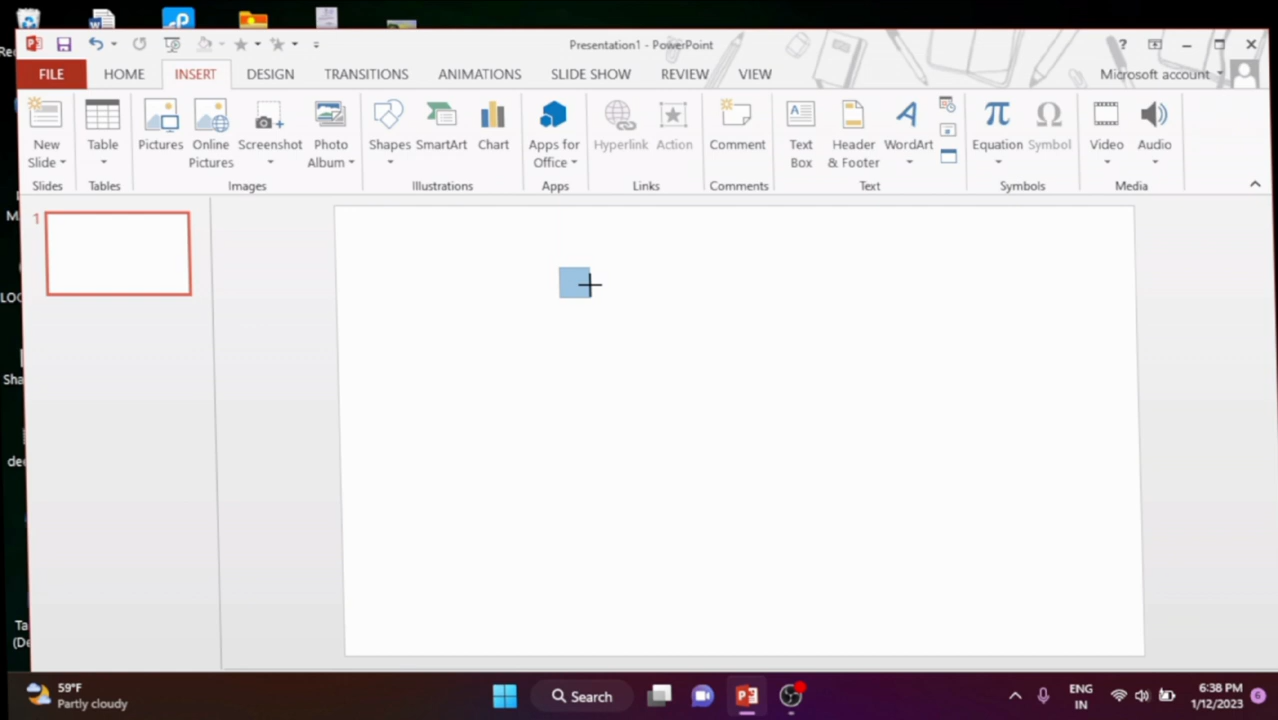 Presentation1 - PowerPoint
?
FILE
HOME
INSERT
DESIGN
TRANSITIONS
ANIMATIONS
SLIDE SHOW
REVIEW
VIEW
Microsoft account
New
Slide
Table
Pictures
Online
Pictures
Screenshot
Photo
Album
Shapes
SmartArt
Chart
Apps for
Office
Hyperlink
Action
Comment
Text
Box
Header
& Footer
WordArt
Equation
Symbol
Video
Audio
Slides
Tables
Images
Illustrations
Apps
Links
Comments
Text
Symbols
Media
1
59°F
Partly cloudy
Search
ENG
IN
6:38 PM
1/12/2023
6